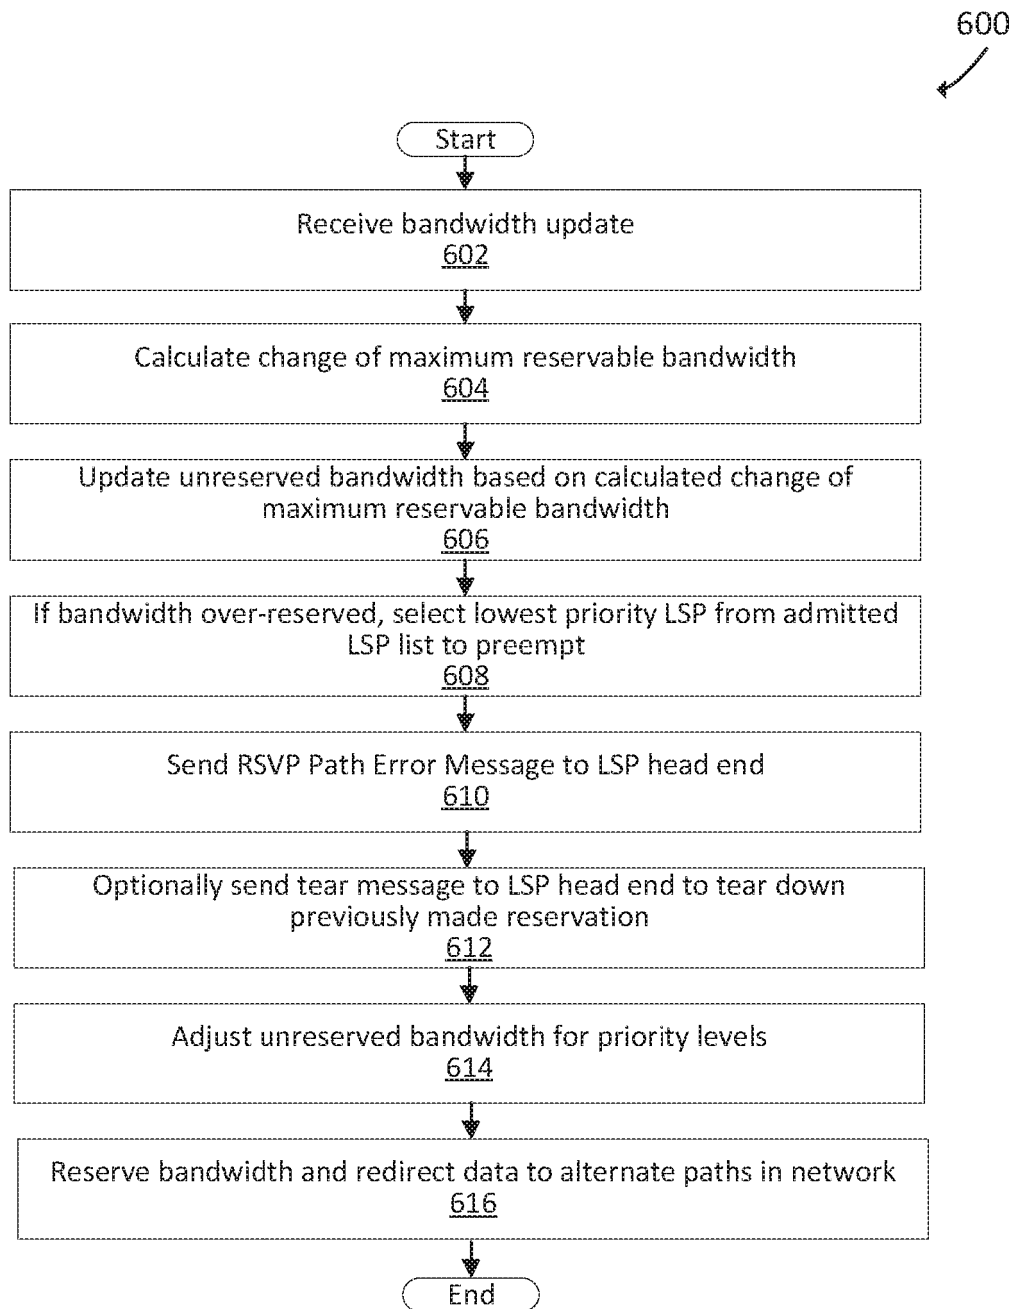 600
Start
Receive bandwidth update
602
Calculate change of maximum reservable bandwidth
604
Update unreserved bandwidth based on calculated change of
maximum reservable bandwidth
606
If bandwidth over-reserved, select lowest priority LSP from admitted
LSP list to preempt
608
Send RSVP Path Error Message to LSP head end
610
Optionally send tear message to LSP head end to tear down
previously made reservation
612
Adjust unreserved bandwidth for priority levels
614
Reserve bandwidth and redirect data to alternate paths in network
616
End